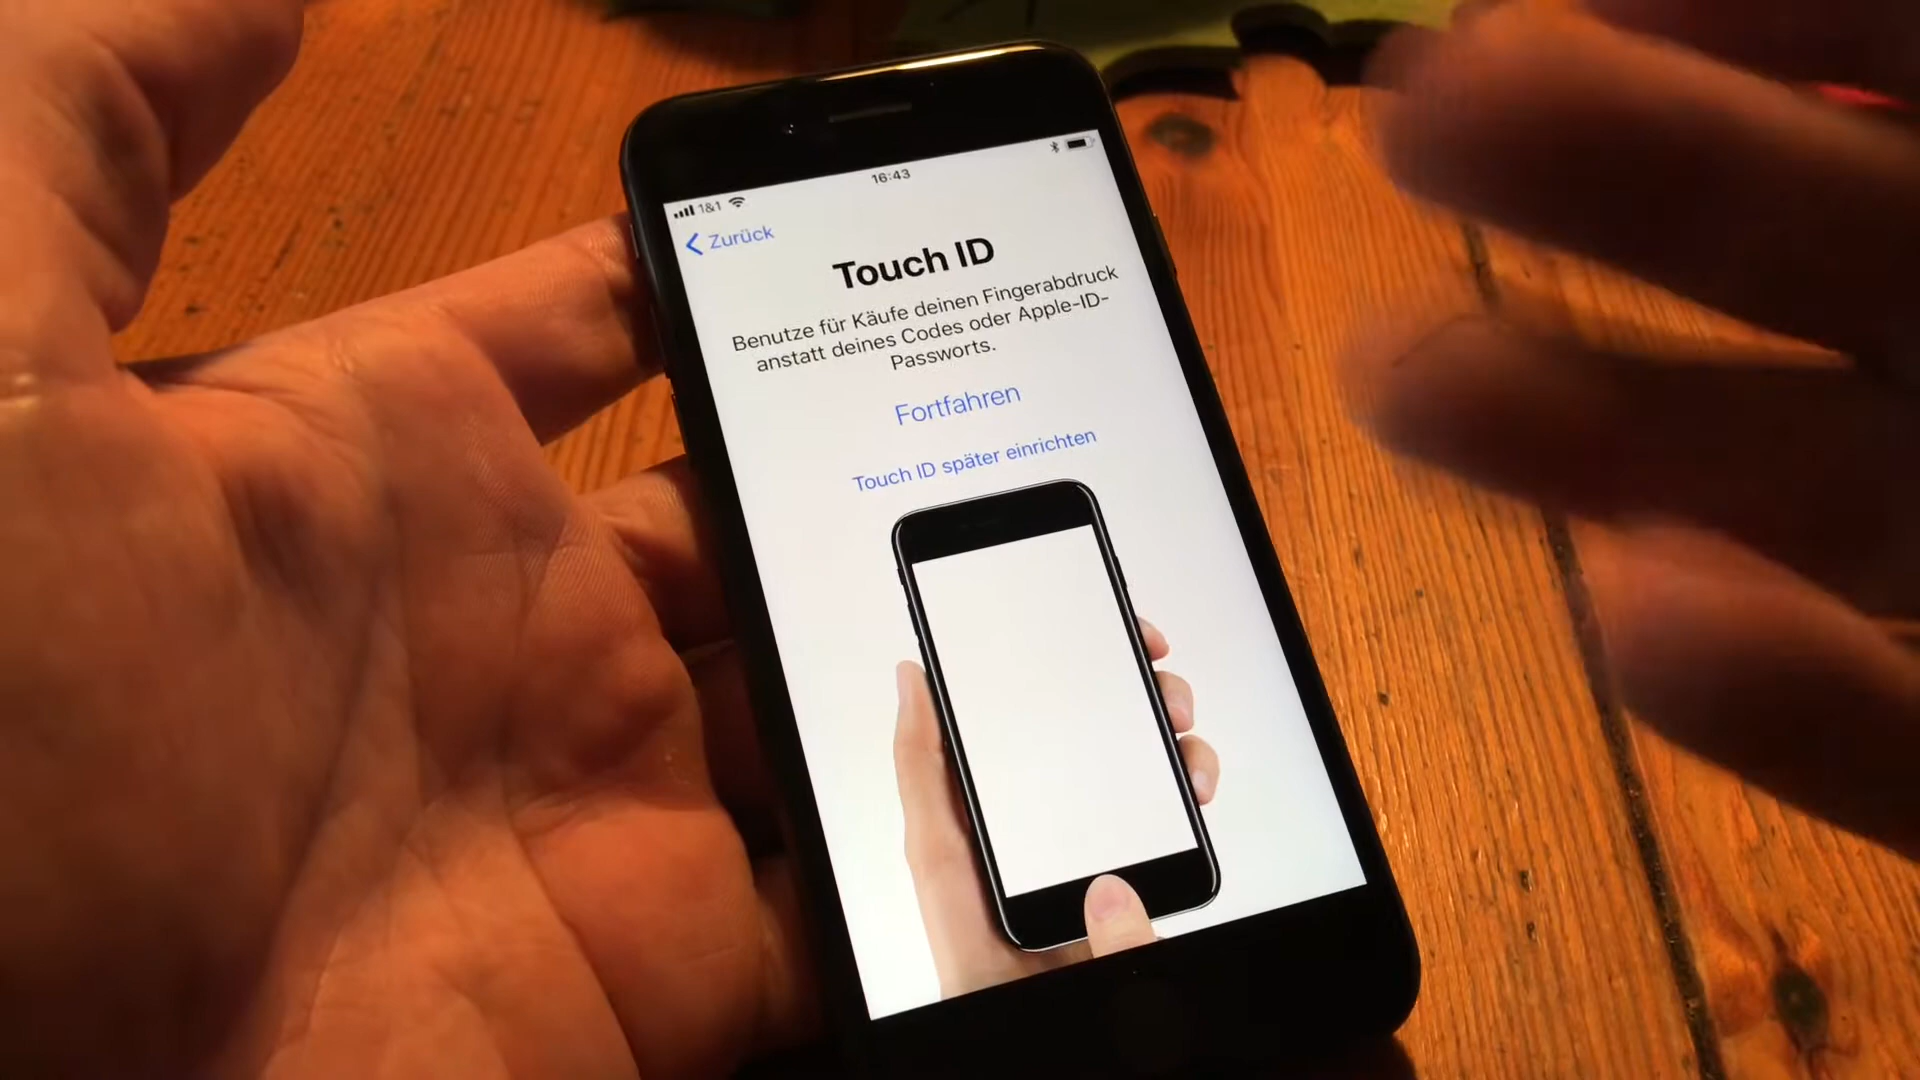 16:43
1&1
Zurück
Touch ID
Benutze für Käufe deinen Fingerabdruck
anstatt deines Codes oder Apple-ID-
Passworts.
Fortfahren
Touch ID später einrichten